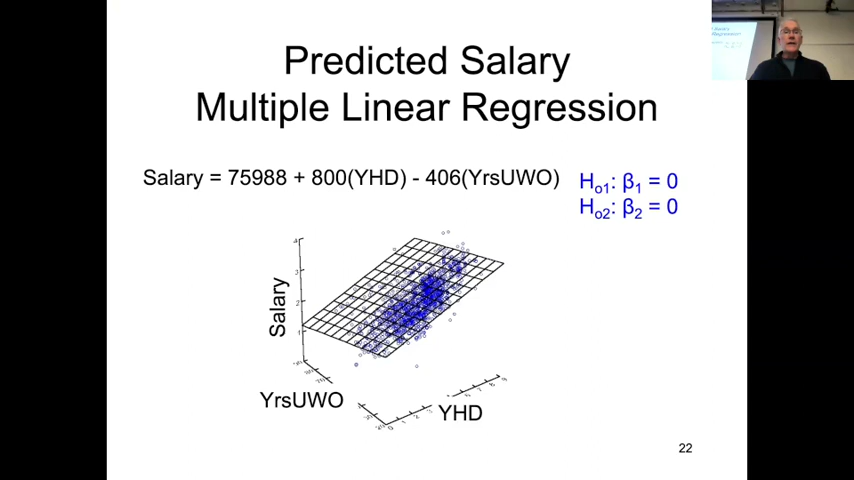 Predicted Salary
Multiple Linear Regression
Salary = 75988 + 800(YHD) - 406(YrsUWO)
H₀₁: β₁ = 0
H₀₂: β₂ = 0
Salary
YrsUWO
YHD
22